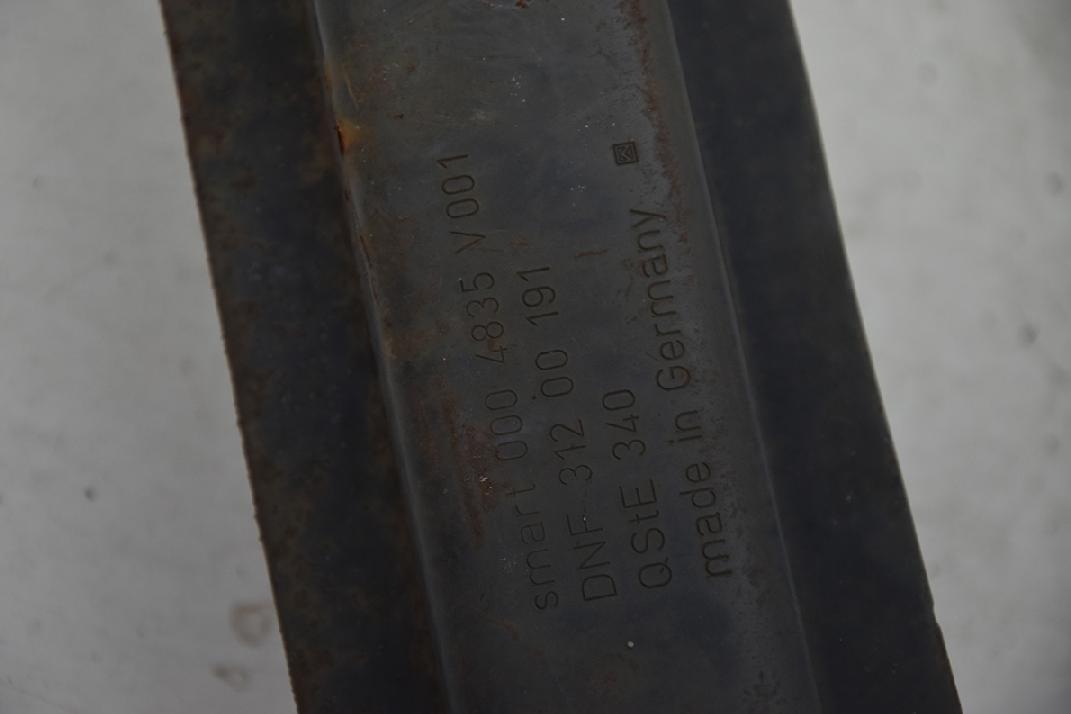 smart 000 4835 V001
DNF 312 00 191
QStE 340
made in Germany